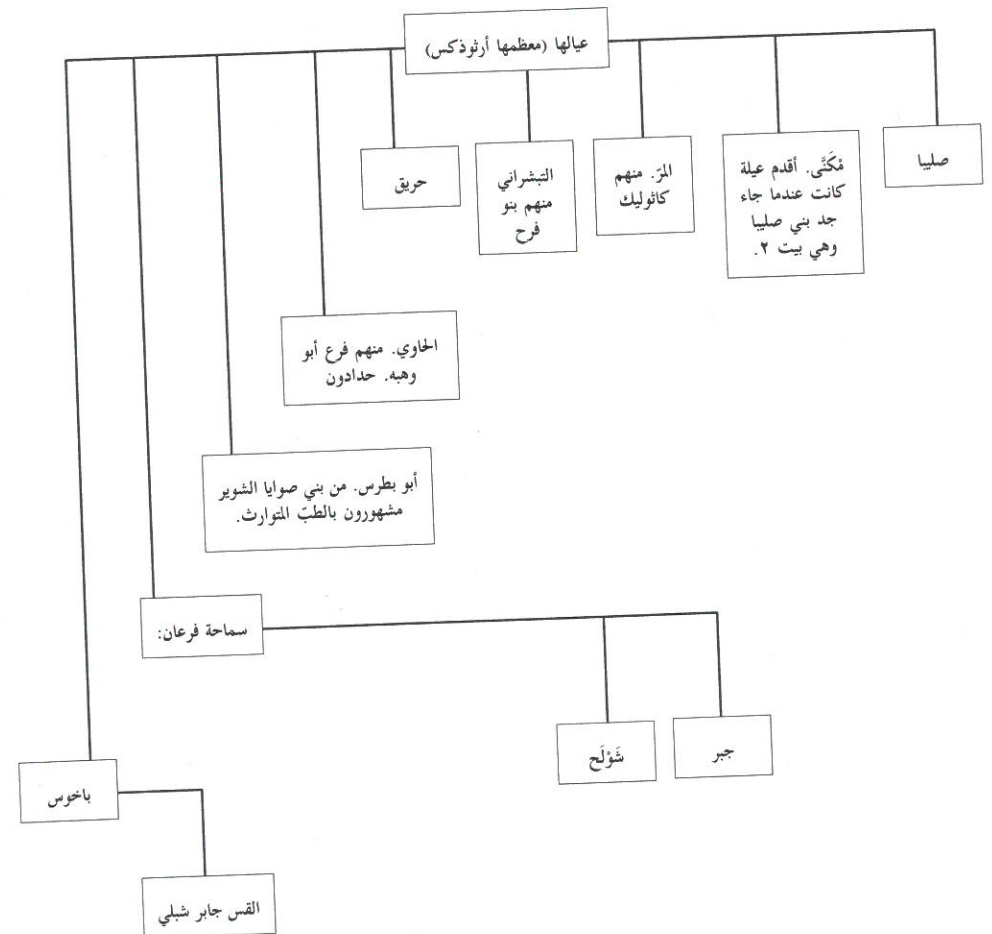 عيالها (معظمها أرثوذكس)
صليبا
مْكَنَّى. أقدم عيلة
كانت عندما جاء
جد بني صليبا
وهي بيت ٢.
المرّ. منهم
كاثوليك
التبشراني
منهم بنو
فرح
حريق
الحاوي. منهم فرع أبو
وهبه. حدادون
أبو بطرس. من بني صوايا الشوير
مشهورون بالطبّ المتوارث.
سماحة فرعان:
جبر
شَوْلَح
باخوس
القس جابر شبلي